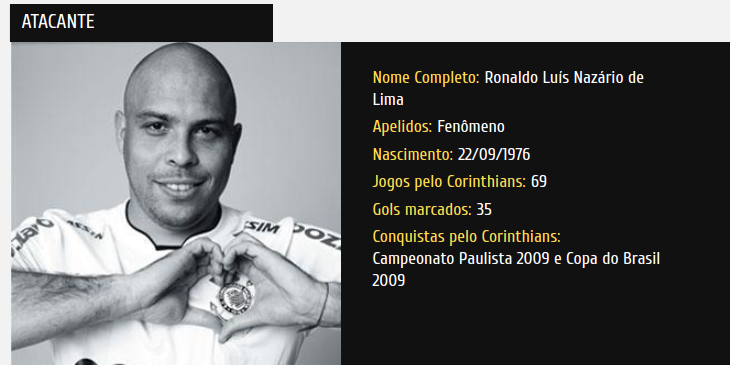 ATACANTE
Nome Completo: Ronaldo Luís Nazário de
Lima
Apelidos: Fenômeno
Nascimento: 22/09/1976
Jogos pelo Corinthians: 69
Gols marcados: 35
Conquistas pelo Corinthians:
Campeonato Paulista 2009 e Copa do Brasil
2009